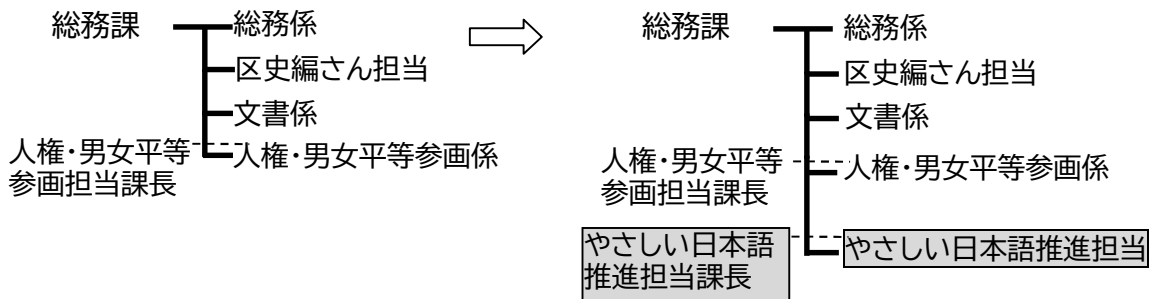 総務課
総務係
区史編さん担当
文書係
人権・男女平等
参画担当課長
人権・男女平等参画係
総務課
総務係
区史編さん担当
文書係
人権・男女平等
参画担当課長
人権・男女平等参画係
やさしい日本語
推進担当課長
やさしい日本語推進担当